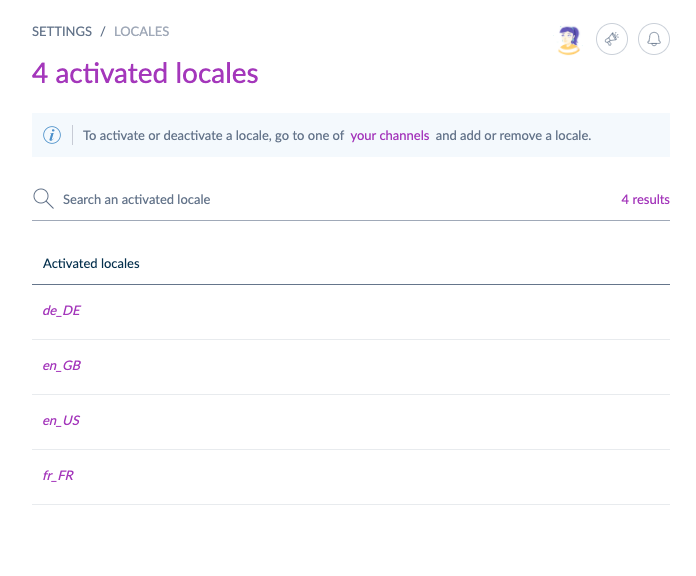 SETTINGS / LOCALES
4 activated locales
To activate or deactivate a locale, go to one of your channels and add or remove a locale.
Search an activated locale 4 results
Activated locales
de_DE
en_GB
en_US
fr_FR